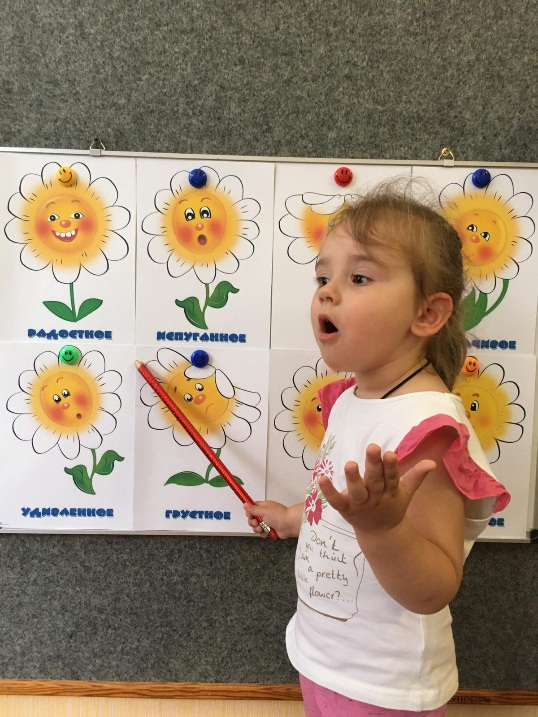 РАДОСТНОЕ
ИСПУГАННОЕ
УДИВЛЕННОЕ
ГРУСТНОЕ
Don't
you think
a pretty
flower?...